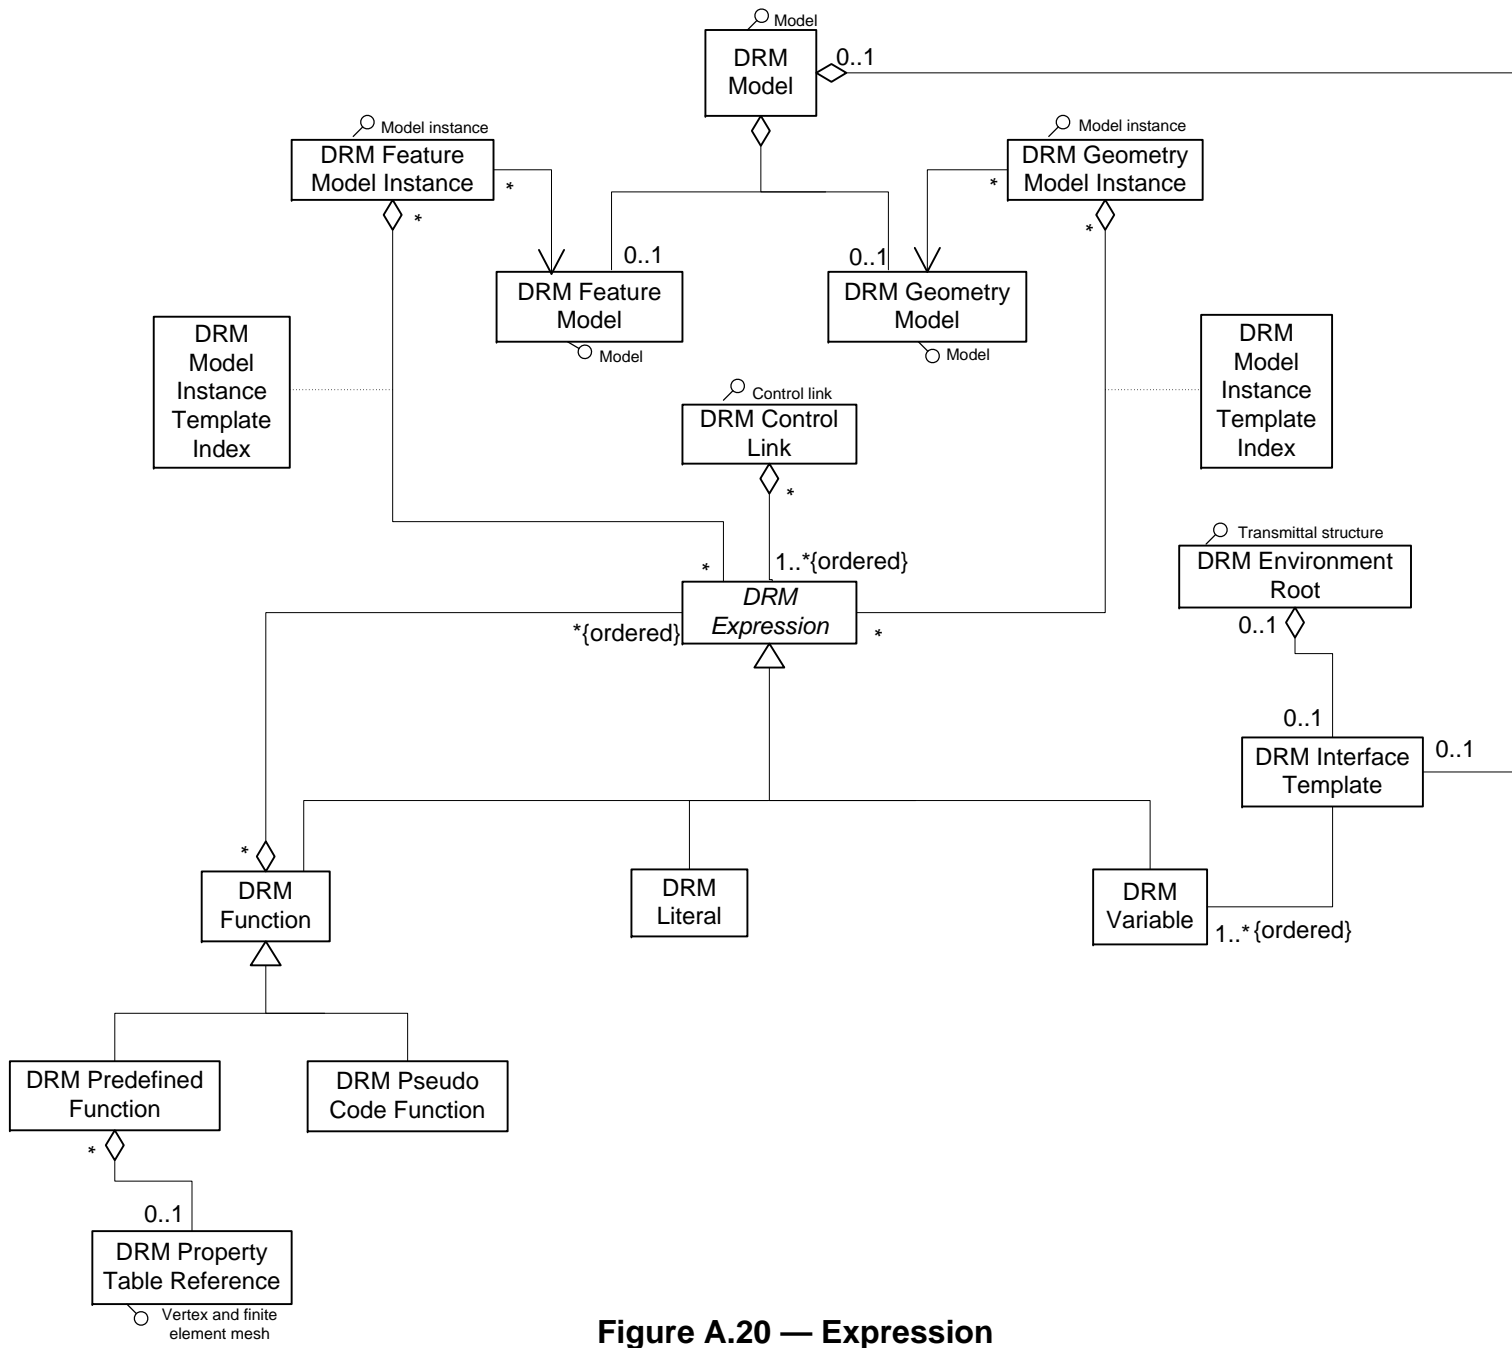 Model
DRM
Model
0..1
Model instance
DRM Feature
Model Instance
*
*
Model instance
DRM Geometry
Model Instance
*
*
0..1
DRM Feature
Model
Model
0..1
DRM Geometry
Model
Model
DRM
Model
Instance
Template
Index
DRM
Model
Instance
Template
Index
Control link
DRM Control
Link
*
1..*{ordered}
*
DRM
Expression
*{ordered}
*
Transmittal structure
DRM Environment
Root
0..1
0..1
DRM Interface
Template
0..1
*
DRM
Function
DRM
Literal
DRM
Variable
1..* {ordered}
DRM Predefined
Function
*
DRM Pseudo
Code Function
0..1
DRM Property
Table Reference
Vertex and finite
element mesh
Figure A.20 — Expression